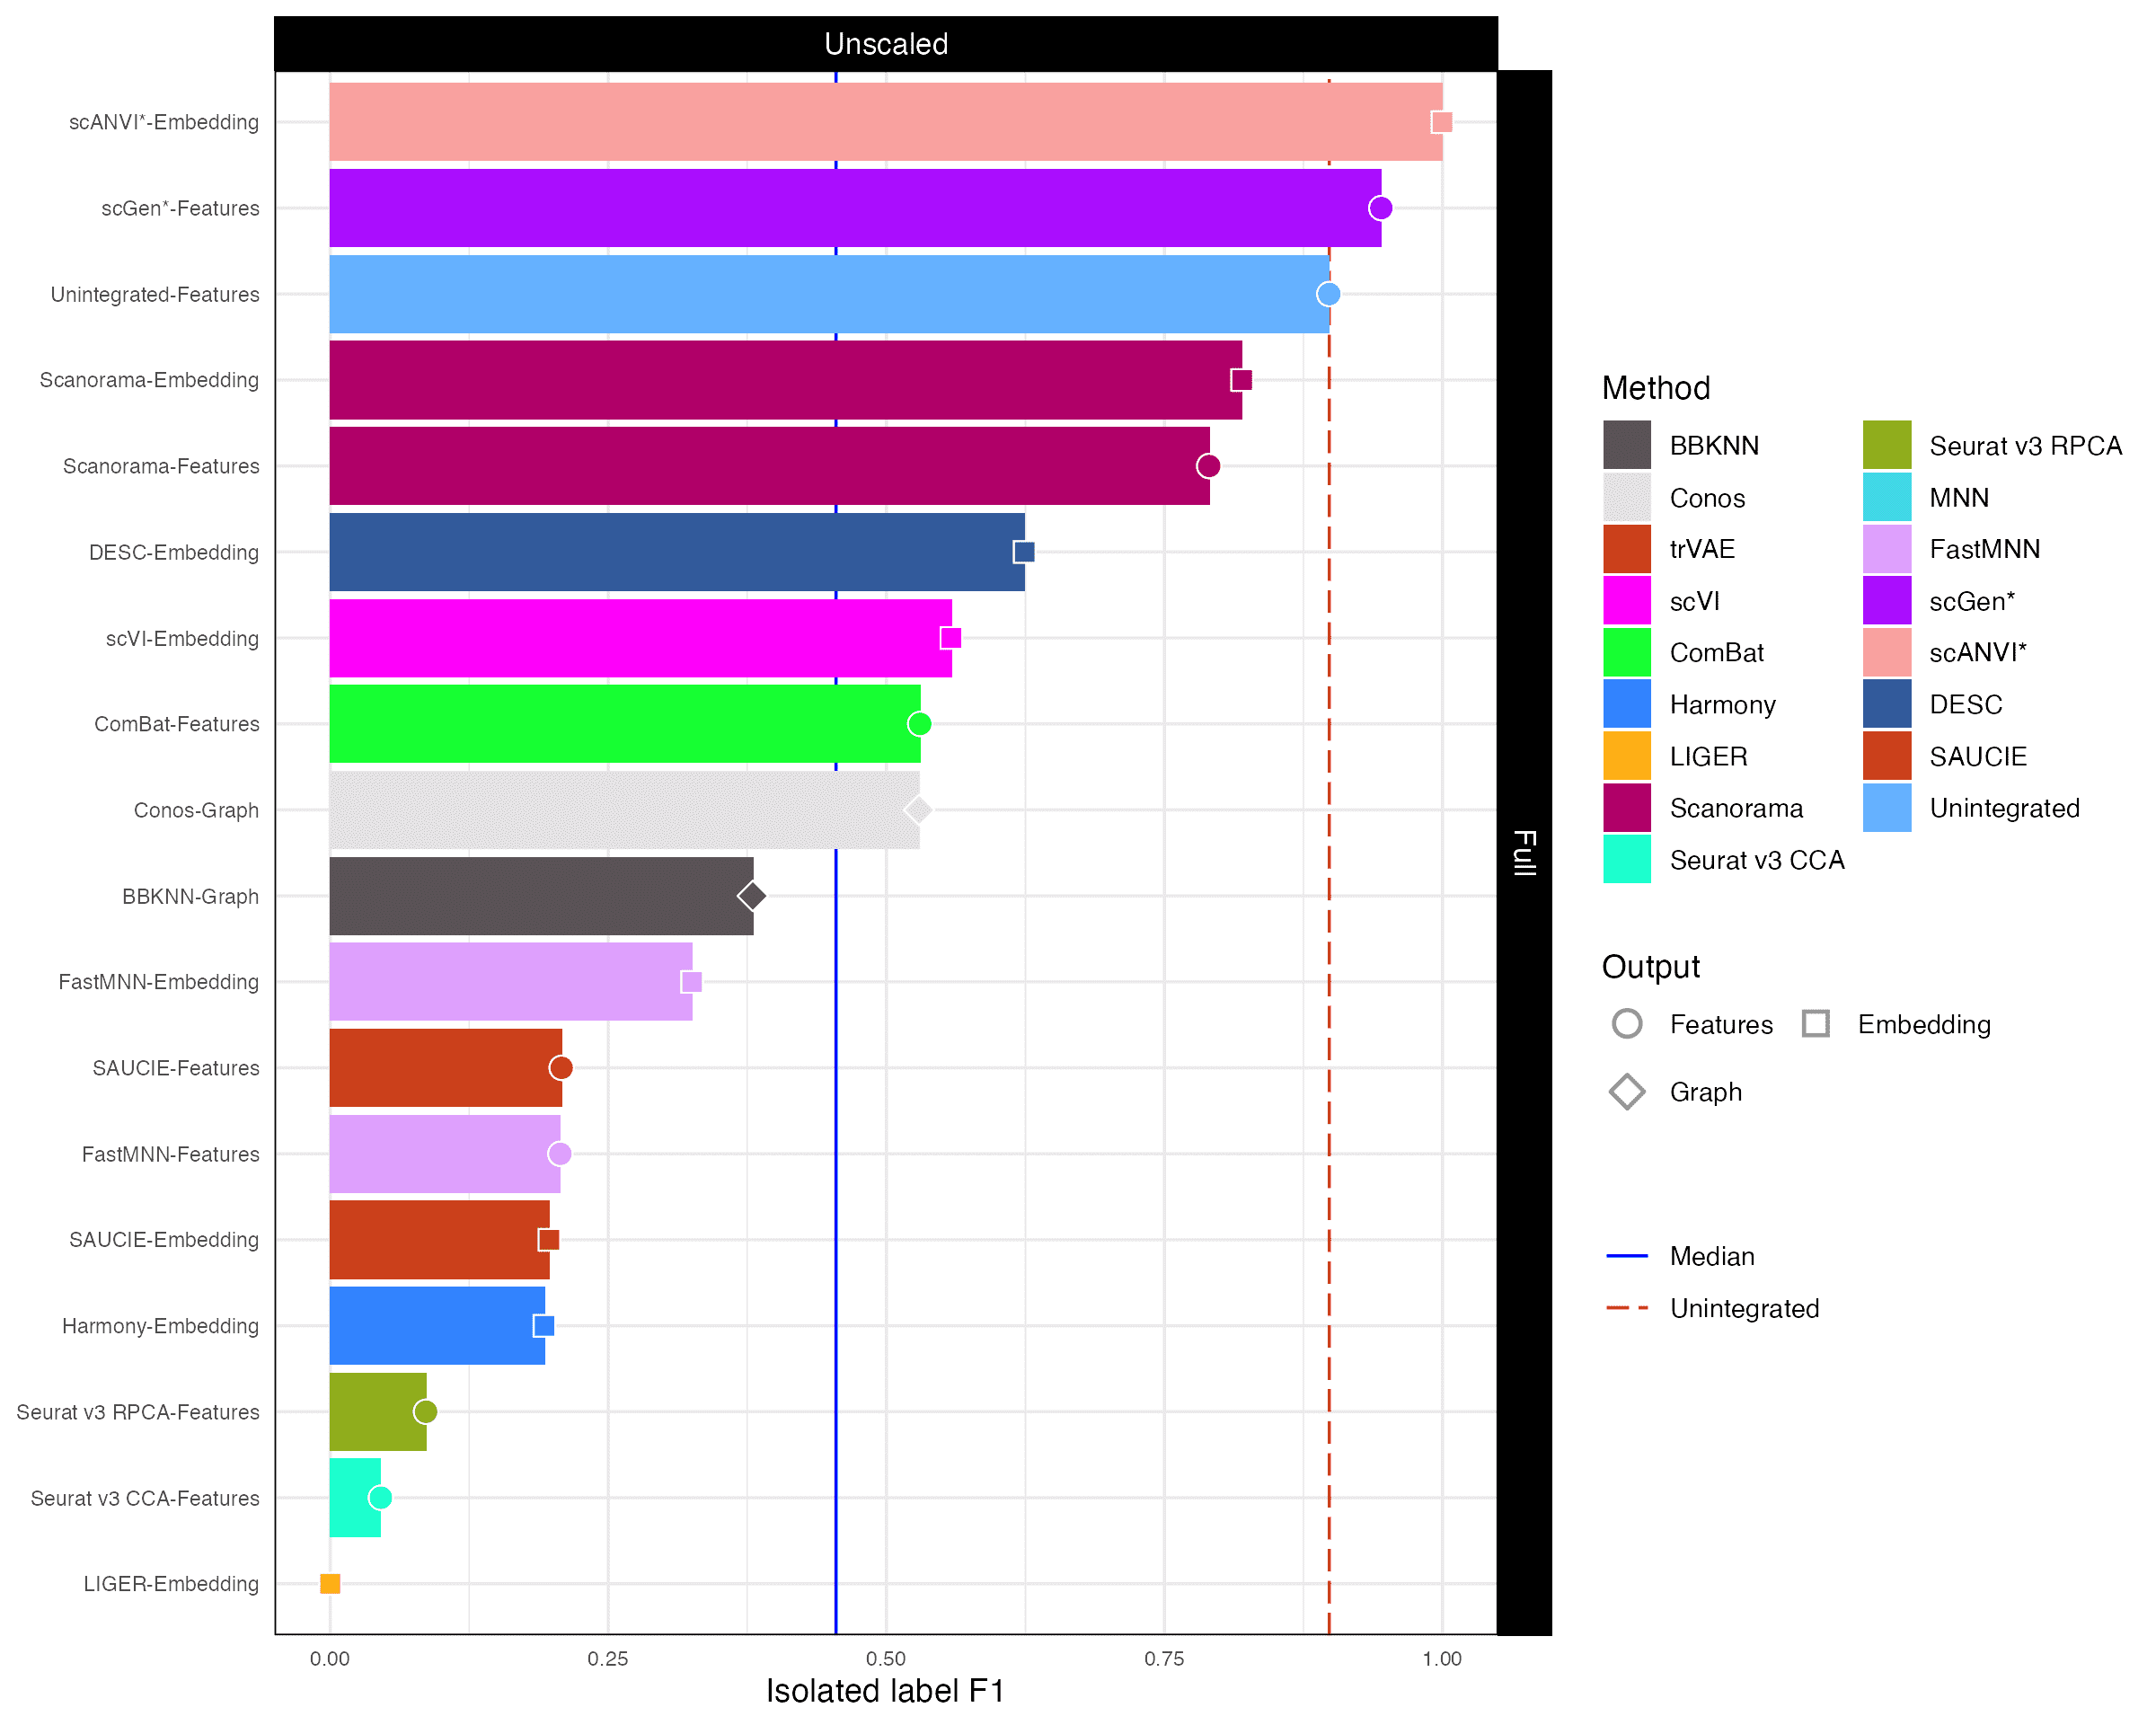 Unscaled
scANVI*-Embedding
scGen*-Features
Unintegrated-Features
Scanorama-Embedding
Scanorama-Features
DESC-Embedding
scVI-Embedding
ComBat-Features
Conos-Graph
BBKNN-Graph
FastMNN-Embedding
SAUCIE-Features
FastMNN-Features
SAUCIE-Embedding
Harmony-Embedding
Seurat v3 RPCA-Features
Seurat v3 CCA-Features
LIGER-Embedding
0.00 0.25 0.50 0.75 1.00
Isolated label F1
Full
Method
BBKNN
Conos
trVAE
scVI
ComBat
Harmony
LIGER
Scanorama
Seurat v3 CCA
Seurat v3 RPCA
MNN
FastMNN
scGen*
scANVI*
DESC
SAUCIE
Unintegrated
Output
Features Embedding
Graph
Median
Unintegrated